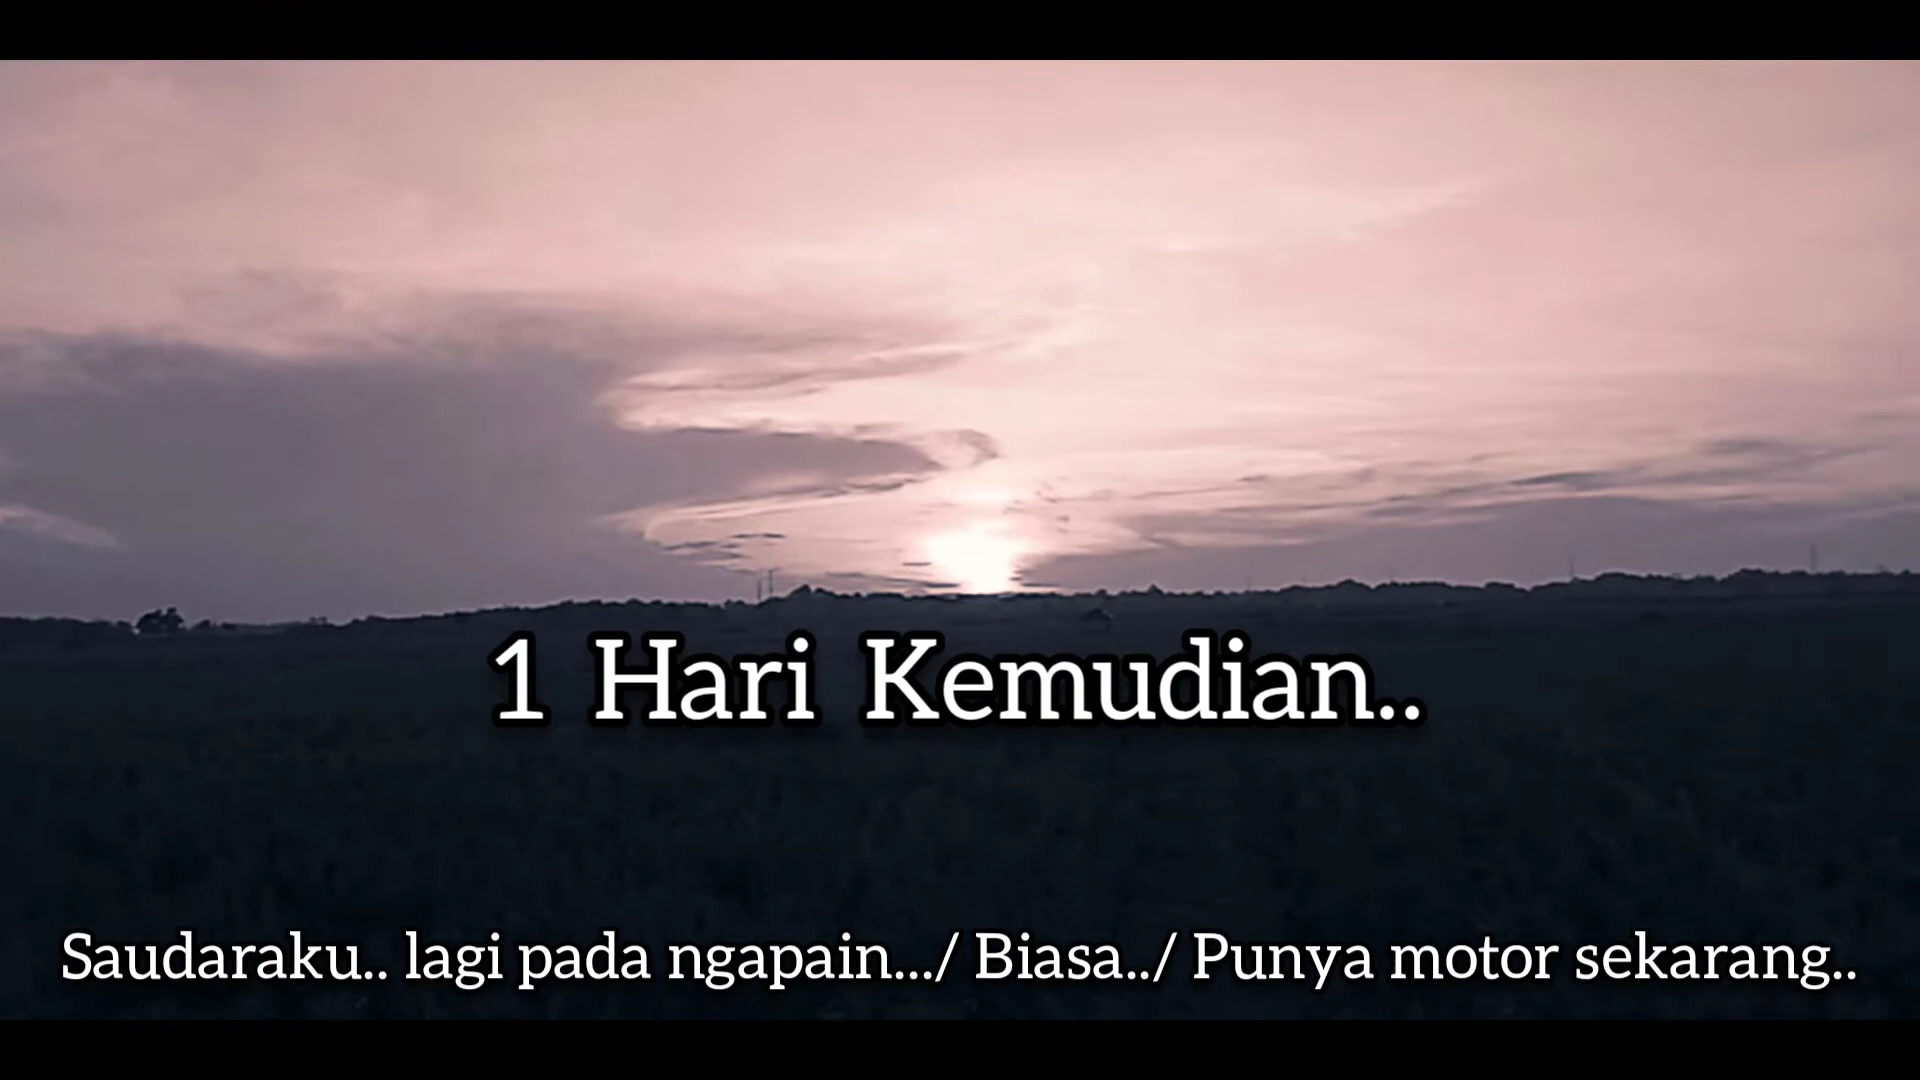 1 Hari Kemudian..
Saudaraku.. lagi pada ngapain.../ Biasa../ Punya motor sekarang..